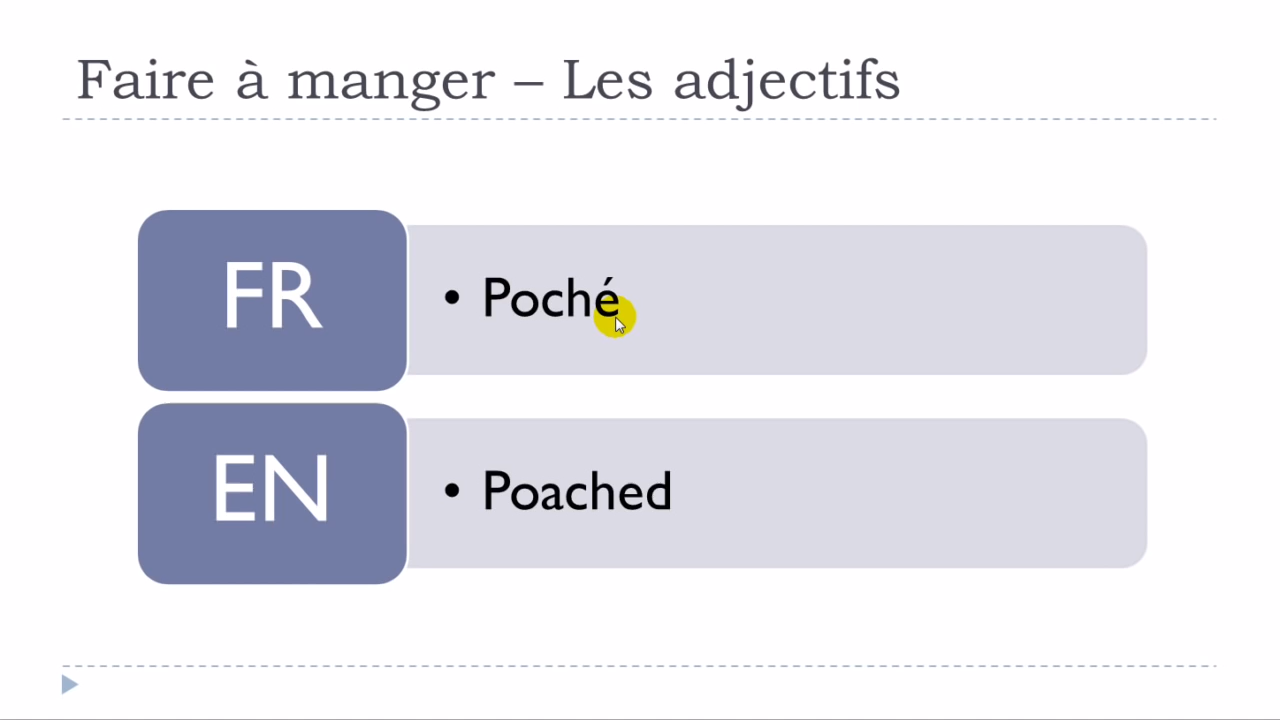 Faire à manger – Les adjectifs
FR
• Poché
EN
• Poached